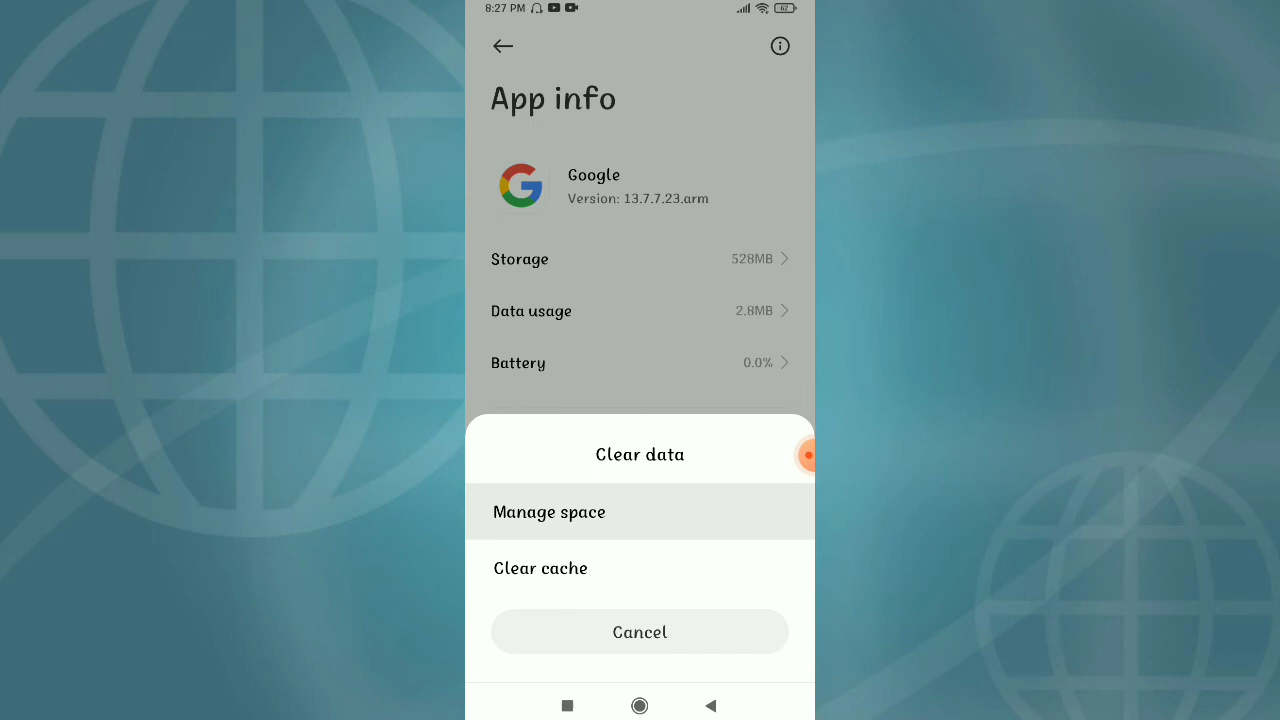 8:27 PM
62
App info
Google
Version: 13.7.7.23.arm
Storage 528MB
Data usage 2.8MB
Battery 0.0%
Clear data
Manage space
Clear cache
Cancel